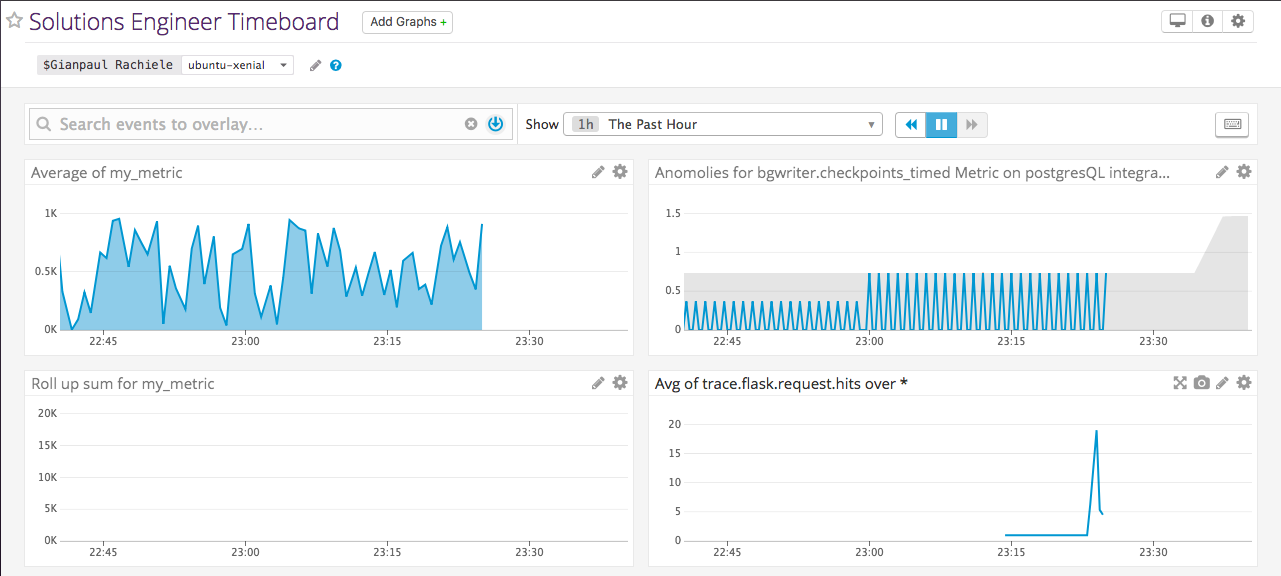 Solutions Engineer Timeboard
Add Graphs +
$Gianpaul Rachiele ubuntu-xenial
Search events to overlay...
Show 1h The Past Hour
Average of my_metric
1K
0.5K
0K
22:45 23:00 23:15 23:30
Anomolies for bgwriter.checkpoints_timed Metric on postgresQL integra...
1.5
1
0.5
0
22:45 23:00 23:15 23:30
Roll up sum for my_metric
20K
15K
10K
5K
0K
22:45 23:00 23:15 23:30
Avg of trace.flask.request.hits over *
20
15
10
5
0
22:45 23:00 23:15 23:30